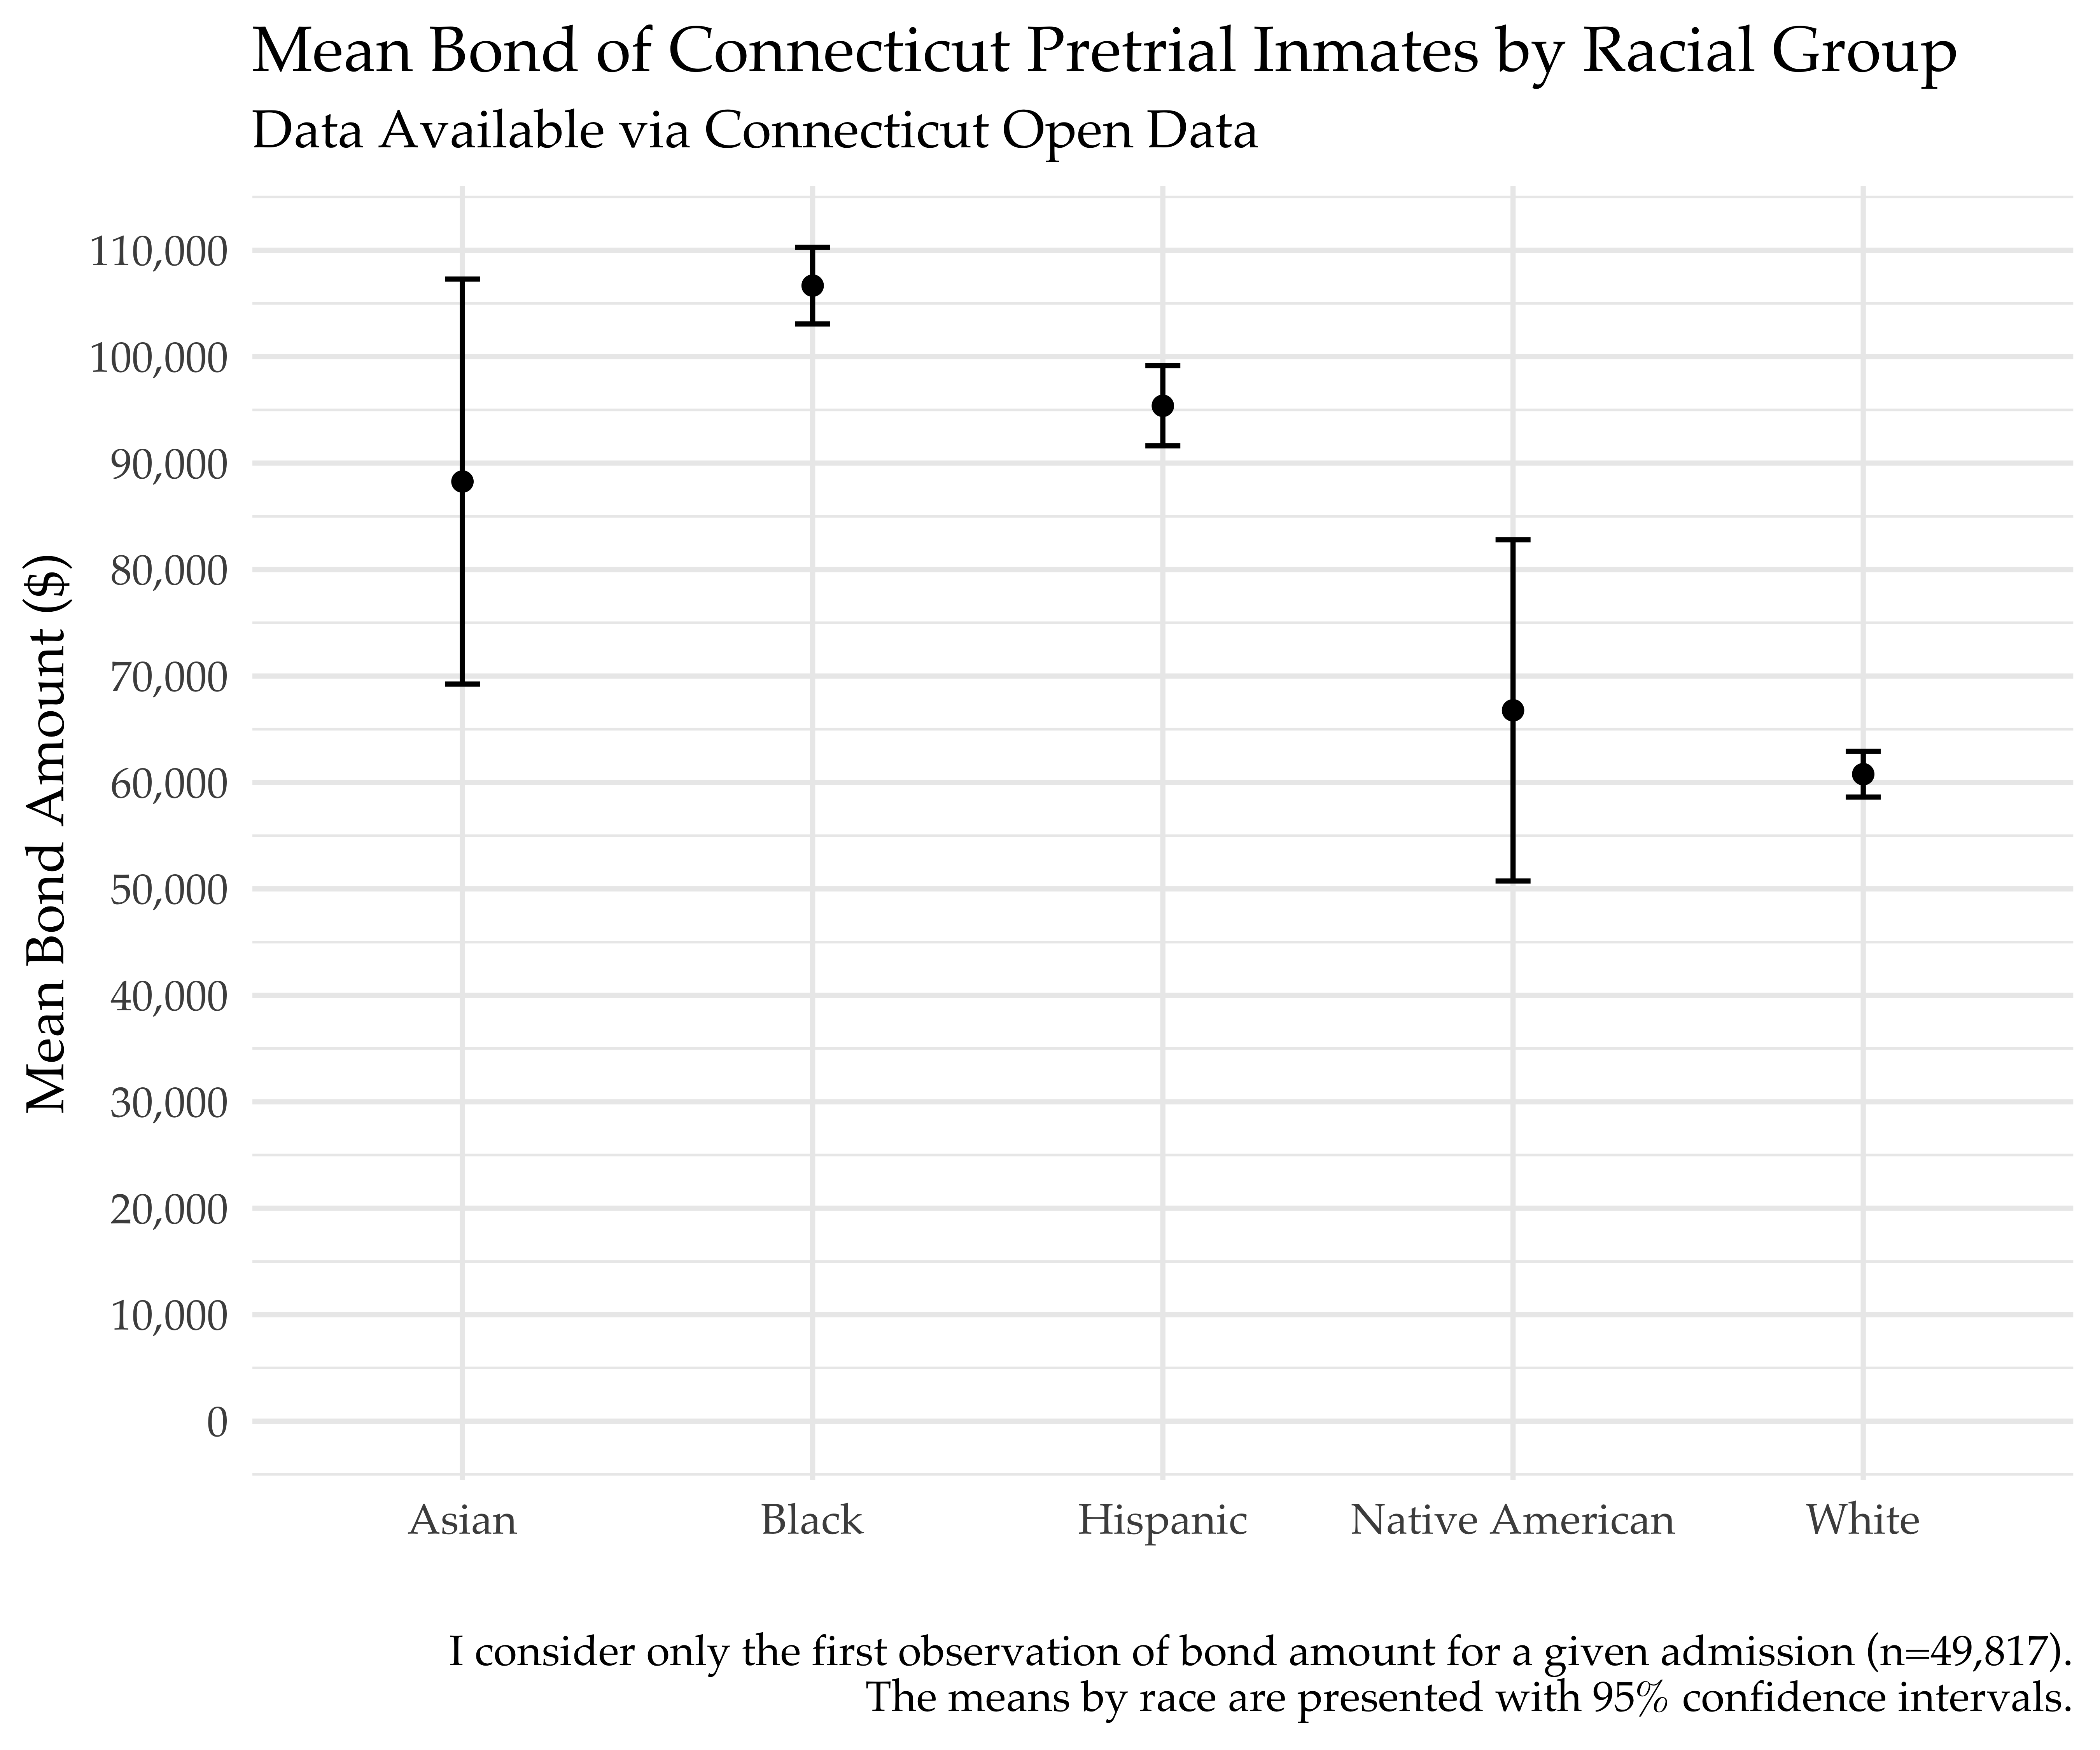 Mean Bond of Connecticut Pretrial Inmates by Racial Group
Data Available via Connecticut Open Data
Mean Bond Amount ($)
110,000
100,000
90,000
80,000
70,000
60,000
50,000
40,000
30,000
20,000
10,000
0
Asian Black Hispanic Native American White
I consider only the first observation of bond amount for a given admission (n=49,817).
The means by race are presented with 95% confidence intervals.